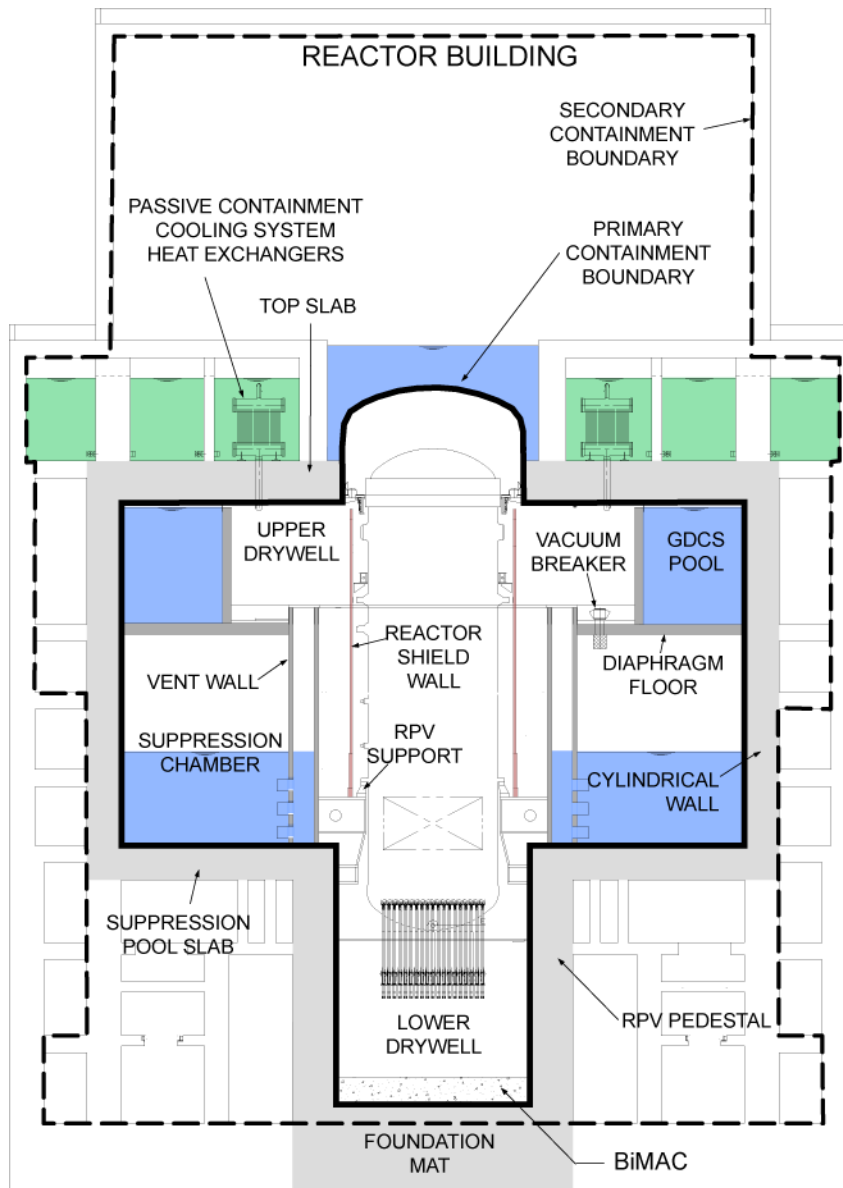 REACTOR BUILDING
SECONDARY
CONTAINMENT
BOUNDARY
PASSIVE CONTAINMENT
COOLING SYSTEM
HEAT EXCHANGERS
PRIMARY
CONTAINMENT
BOUNDARY
TOP SLAB
UPPER
DRYWELL
VACUUM
BREAKER
GDCS
POOL
REACTOR
SHIELD
WALL
DIAPHRAGM
FLOOR
VENT WALL
SUPPRESSION
CHAMBER
RPV
SUPPORT
CYLINDRICAL
WALL
SUPPRESSION
POOL SLAB
LOWER
DRYWELL
RPV PEDESTAL
FOUNDATION
MAT
BiMAC